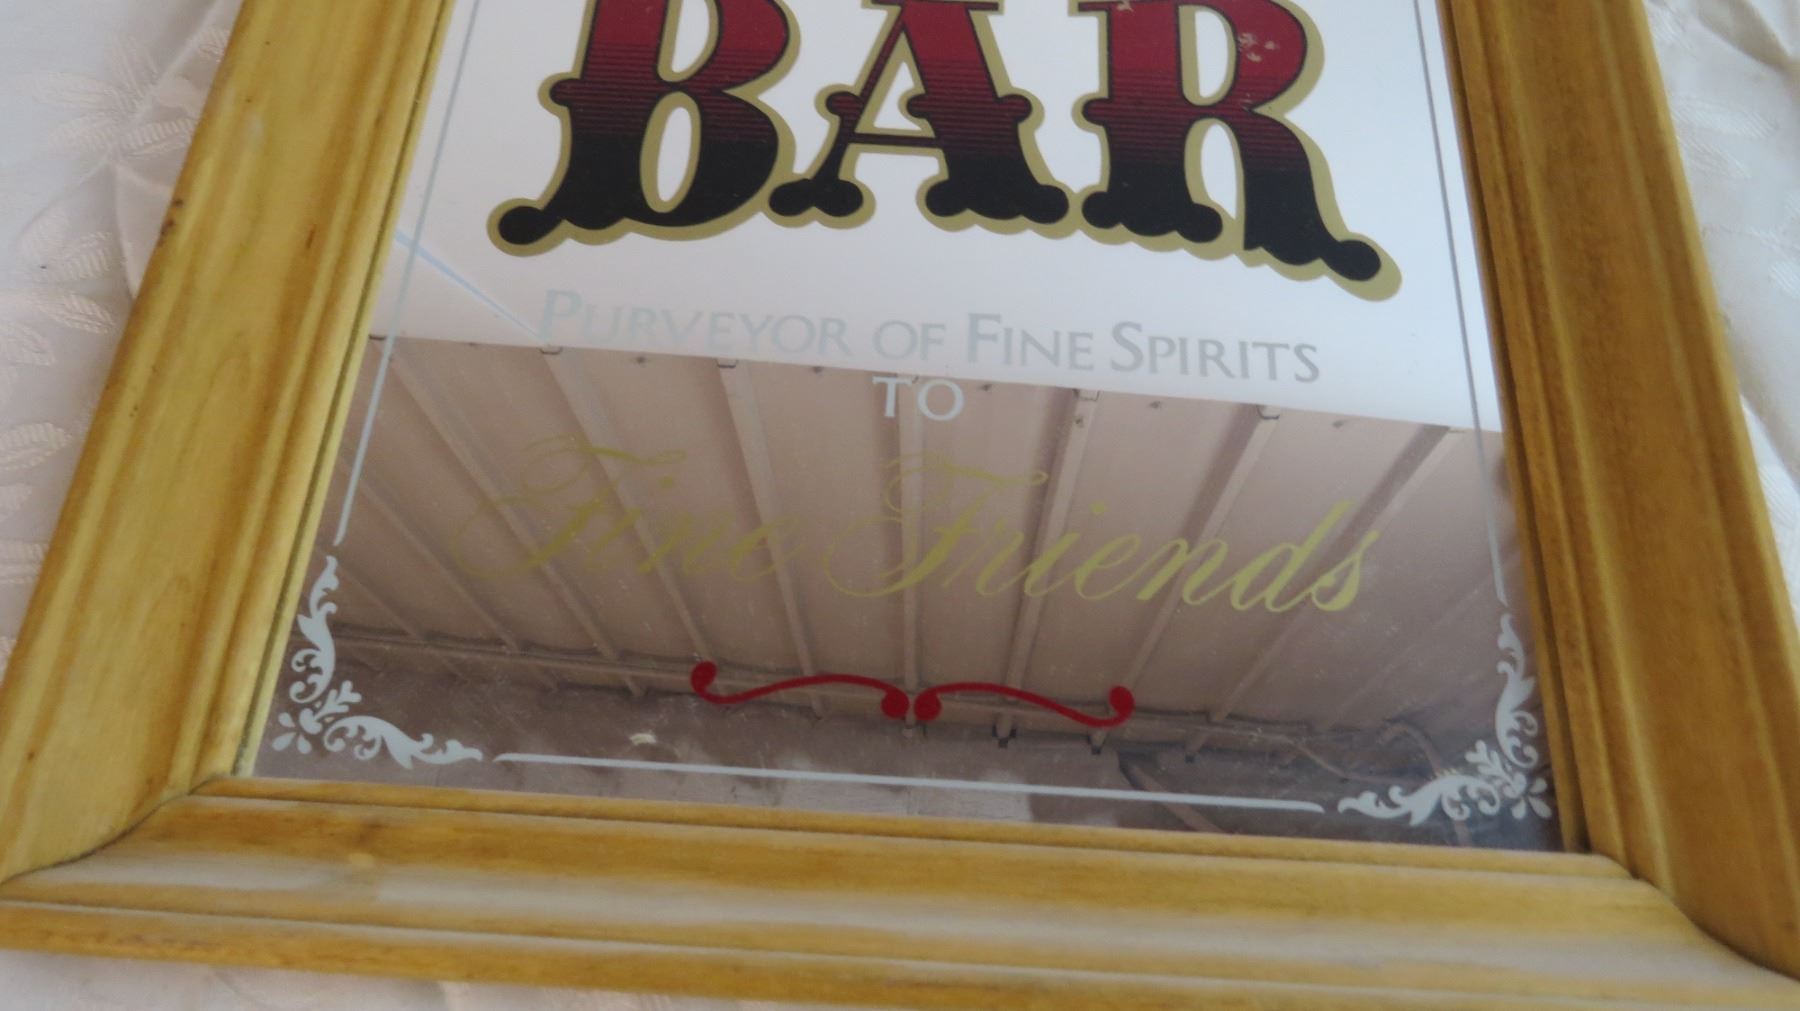 BAR
PURVEYOR OF FINE SPIRITS
TO
Fine Friends